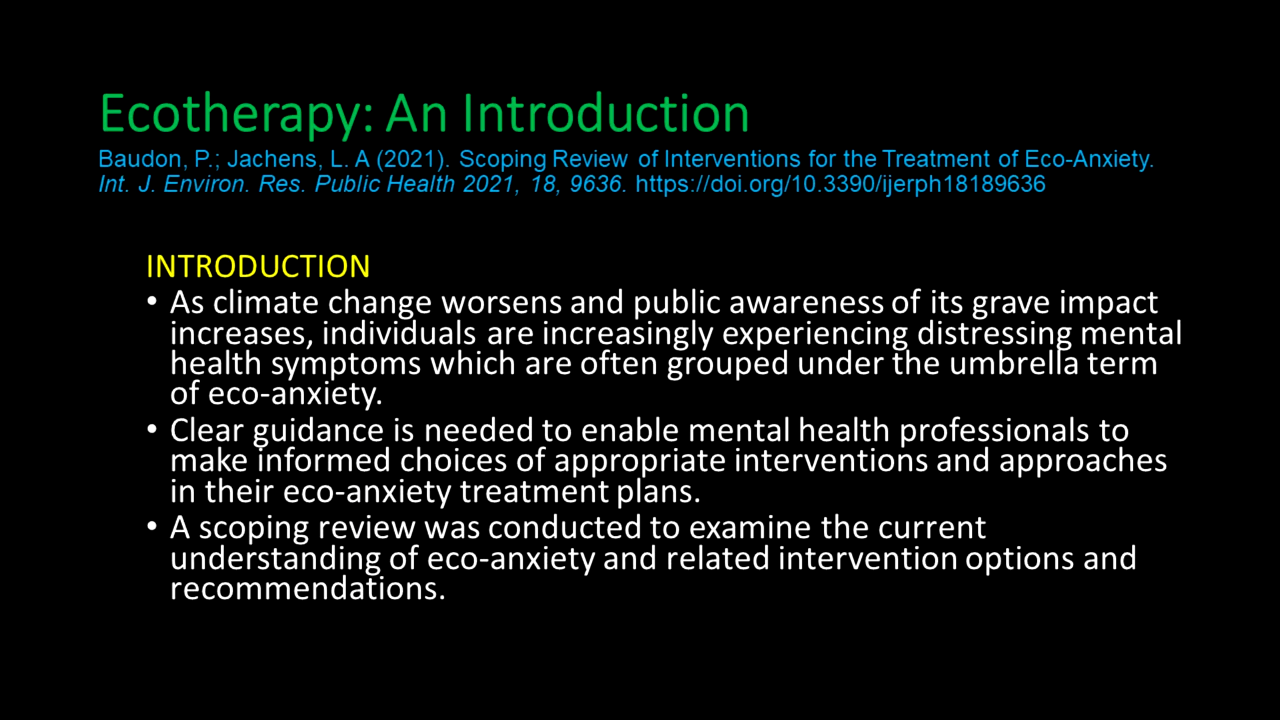 Ecotherapy: An Introduction
Baudon, P.; Jachens, L. A (2021). Scoping Review of Interventions for the Treatment of Eco-Anxiety.
Int. J. Environ. Res. Public Health 2021, 18, 9636. https://doi.org/10.3390/ijerph18189636
INTRODUCTION
• As climate change worsens and public awareness of its grave impact
increases, individuals are increasingly experiencing distressing mental
health symptoms which are often grouped under the umbrella term
of eco-anxiety.
• Clear guidance is needed to enable mental health professionals to
make informed choices of appropriate interventions and approaches
in their eco-anxiety treatment plans.
• A scoping review was conducted to examine the current
understanding of eco-anxiety and related intervention options and
recommendations.